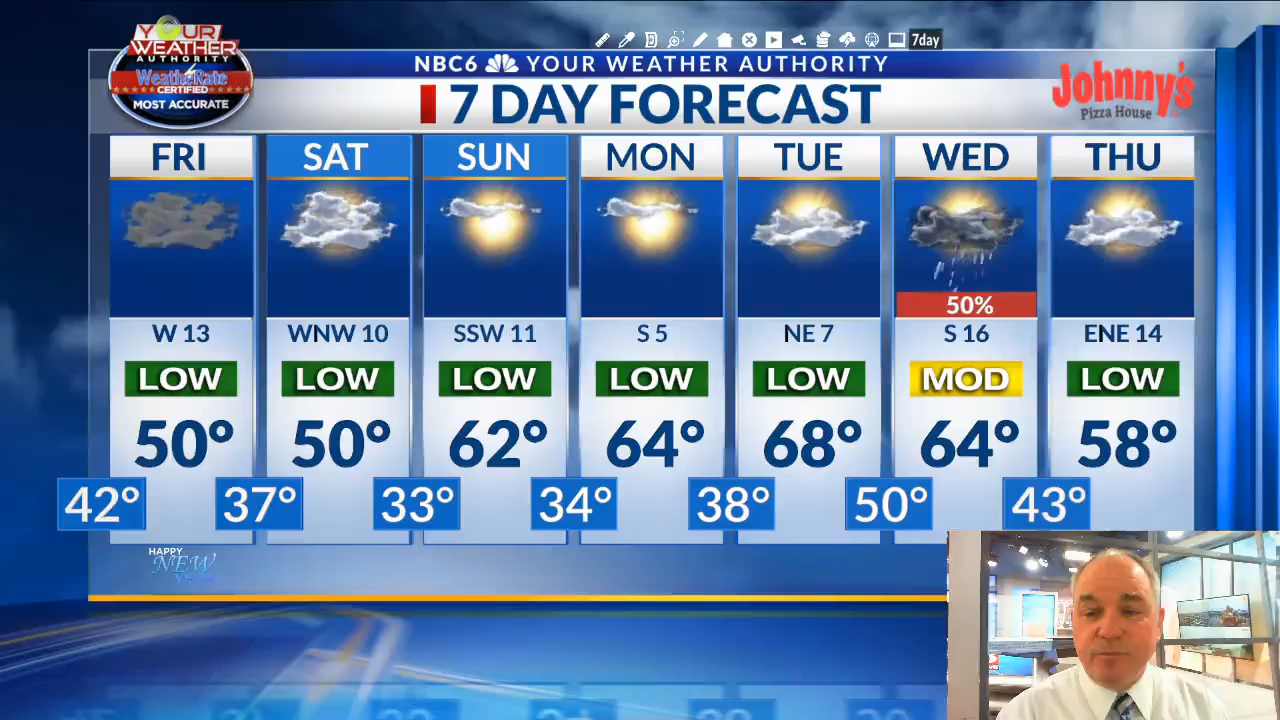 YOUR
WEATHER
AUTHORITY
WeatheRate
CERTIFIED
MOST ACCURATE
7day
NBC6 YOUR WEATHER AUTHORITY
7 DAY FORECAST
Johnny's
Pizza House
FRI SAT SUN MON TUE WED THU
50%
W 13 WNW 10 SSW 11 S 5 NE 7 S 16 ENE 14
LOW LOW LOW LOW LOW MOD LOW
50° 50° 62° 64° 68° 64° 58°
42° 37° 33° 34° 38° 50° 43°
HAPPY
NEW
YEAR